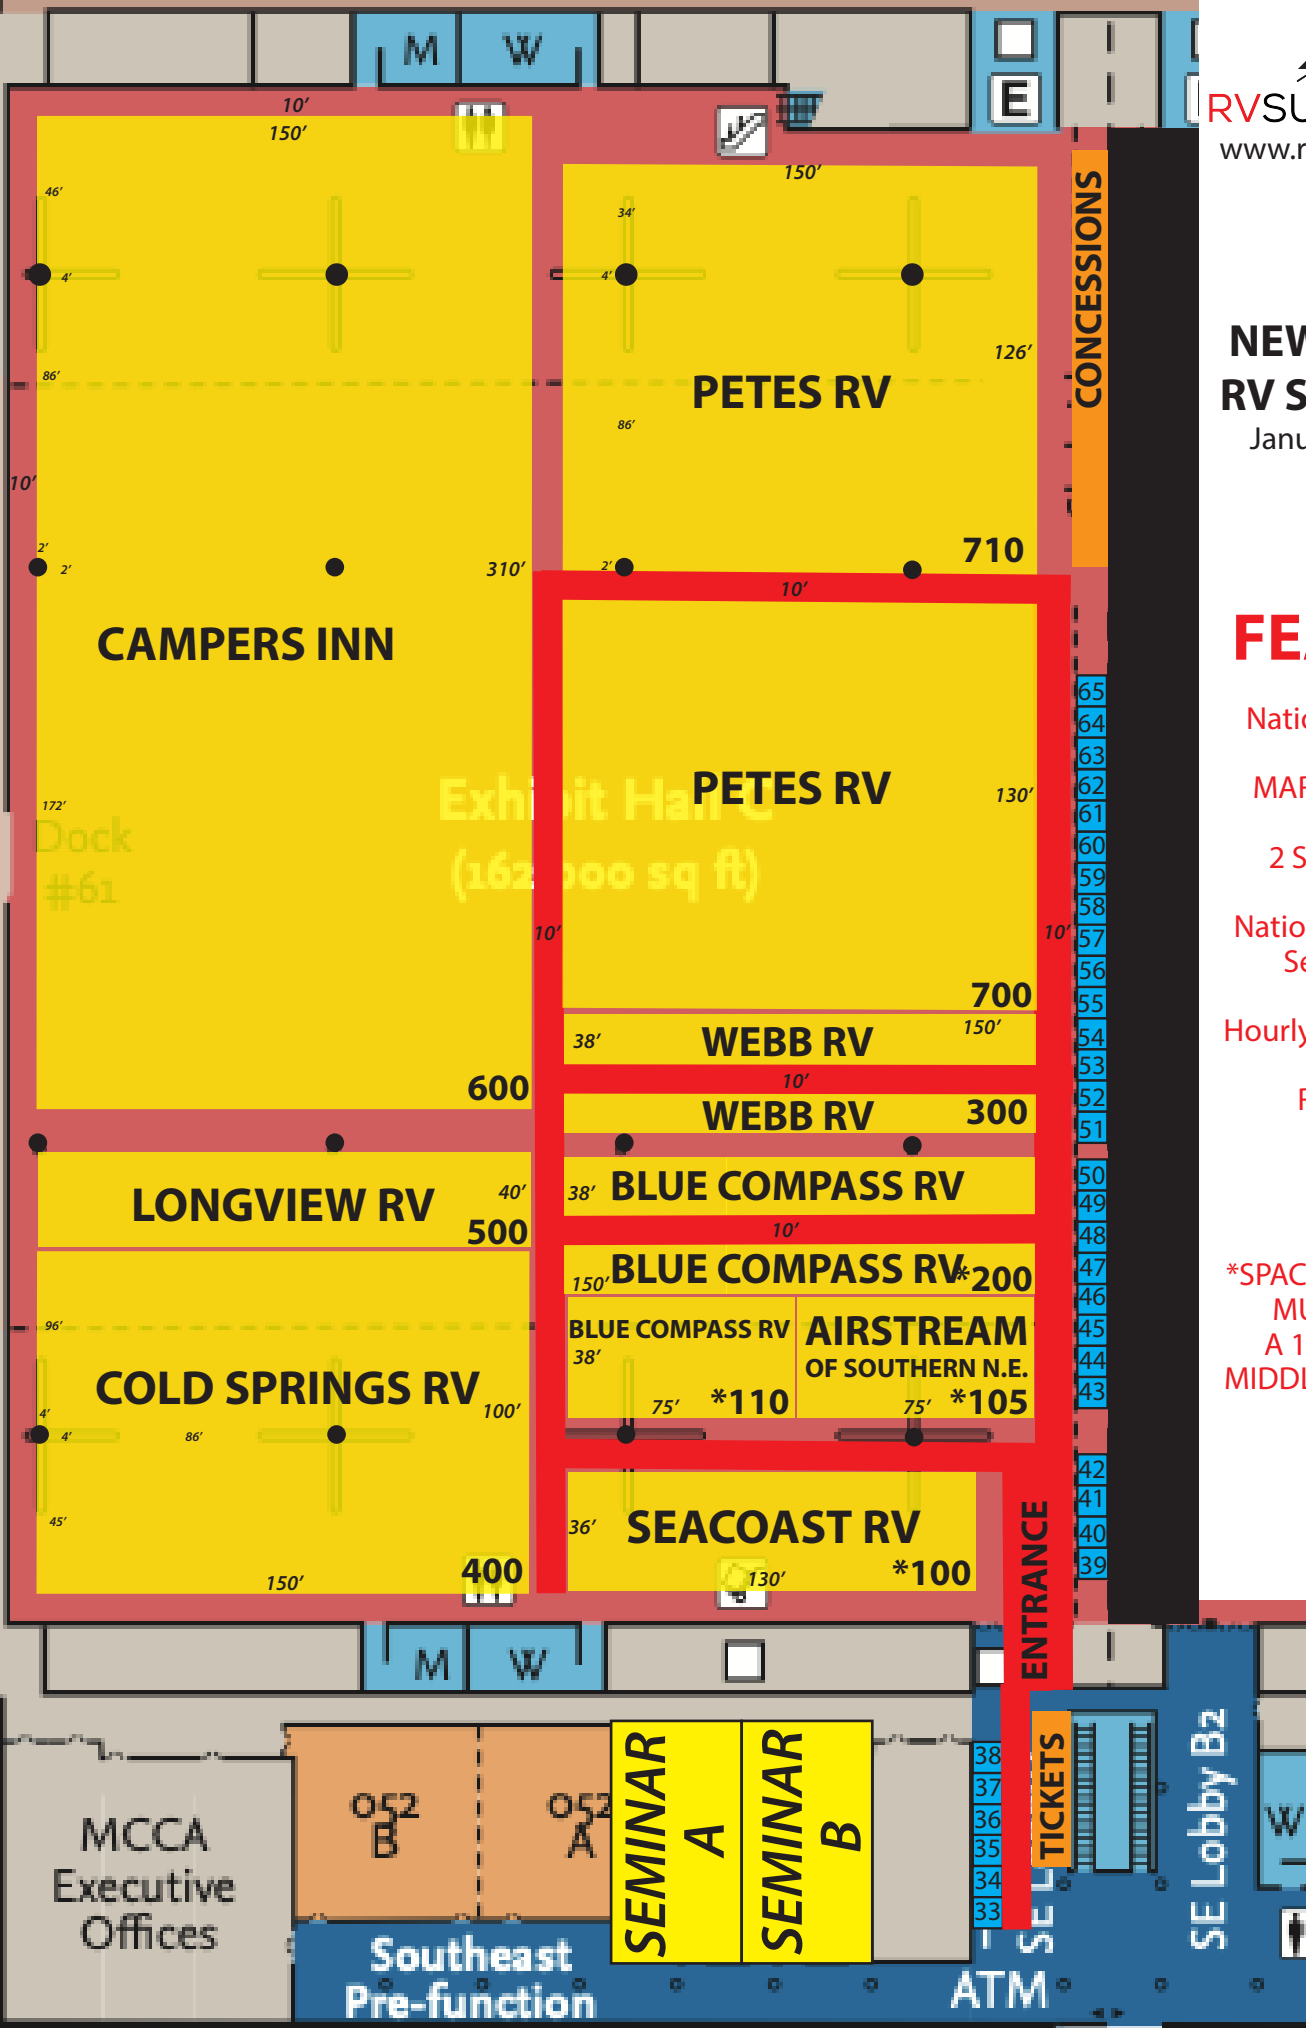 M
W
E
10'
150'
46'
4'
86'
10'
2'
2'
310'
CAMPERS INN
172'
Dock
#61
Exhibit Hall C
(162,000 sq ft)
600
150'
34'
4'
126'
PETES RV
86'
710
2'
10'
CONCESSIONS
PETES RV
130'
10'
10'
700
38'
WEBB RV
150'
10'
WEBB RV
300
38'
BLUE COMPASS RV
10'
150'
BLUE COMPASS RV
*200
BLUE COMPASS RV
38'
75'
*110
AIRSTREAM
OF SOUTHERN N.E.
75'
*105
LONGVIEW RV
40'
500
96'
COLD SPRINGS RV
100'
4'
4'
86'
45'
150'
400
36'
SEACOAST RV
130'
*100
ENTRANCE
65
64
63
62
61
60
59
58
57
56
55
54
53
52
51
50
49
48
47
46
45
44
43
42
41
40
39
M
W
MCCA
Executive
Offices
052
B
052
A
SEMINAR
A
SEMINAR
B
38
37
36
35
34
33
TICKETS
SE L
SE Lobby B2
W
Southeast
Pre-function
ATM
RVSU
www.r
NEW
RV S
Janu
FEA
Natio
MAR
2 S
Natio
Se
Hourly
*SPAC
MU
A 1
MIDDL